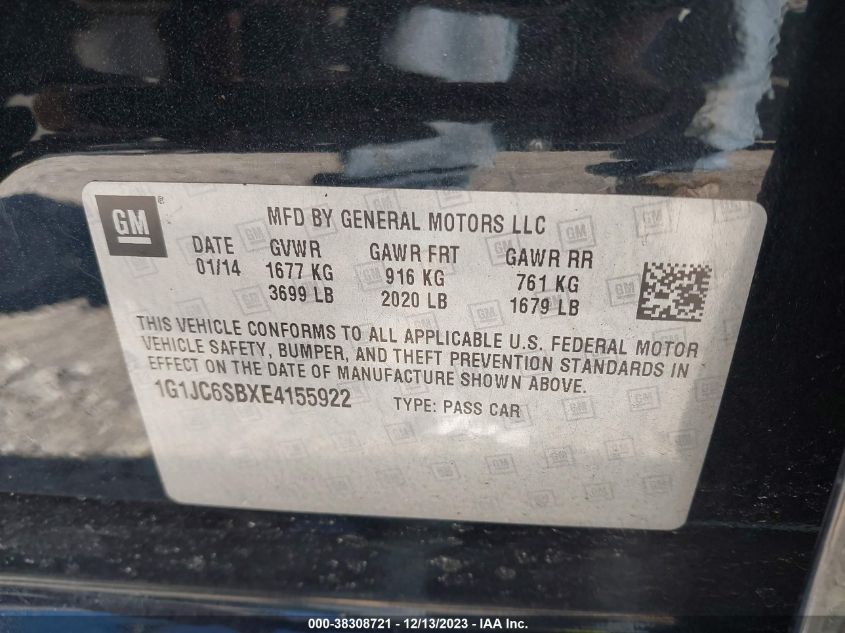 GM ®
MFD BY GENERAL MOTORS LLC
DATE GVWR GAWR FRT GAWR RR
01/14 1677 KG 916 KG 761 KG
3699 LB 2020 LB 1679 LB
THIS VEHICLE CONFORMS TO ALL APPLICABLE U.S. FEDERAL MOTOR
VEHICLE SAFETY, BUMPER, AND THEFT PREVENTION STANDARDS IN
EFFECT ON THE DATE OF MANUFACTURE SHOWN ABOVE.
1G1JC6SBXE4155922 TYPE: PASS CAR
000-38308721 - 12/13/2023 - IAA Inc.